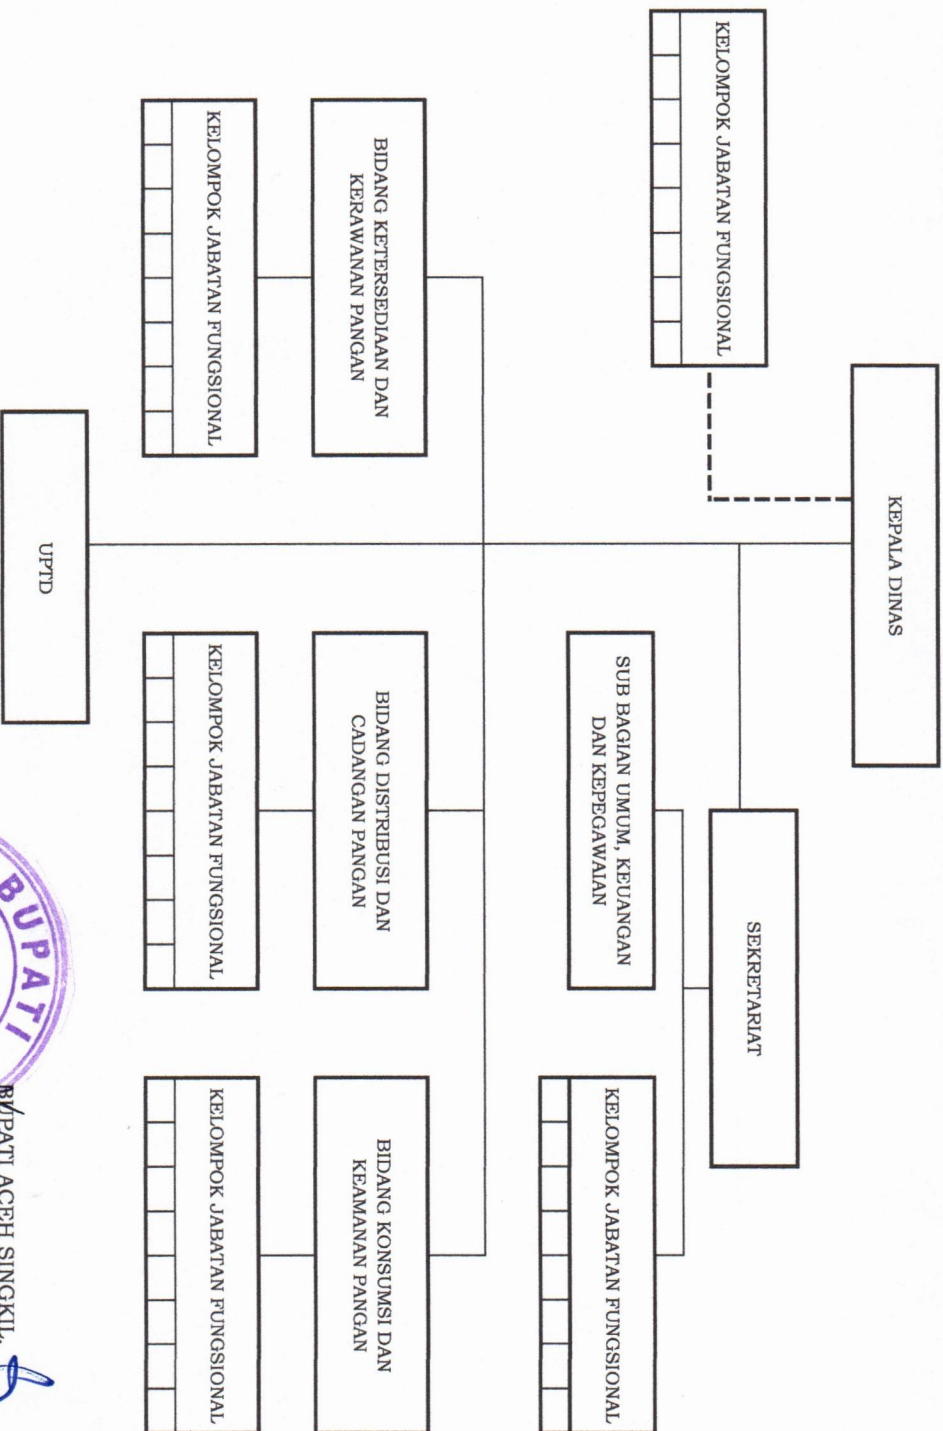 KEPALA DINAS
KELOMPOK JABATAN FUNGSIONAL
SEKRETARIAT
SUB BAGIAN UMUM, KEUANGAN
DAN KEPEGAWAIAN
KELOMPOK JABATAN FUNGSIONAL
BIDANG KETERSEDIAAN DAN
KERAWANAN PANGAN
BIDANG DISTRIBUSI DAN
CADANGAN PANGAN
BIDANG KONSUMSI DAN
KEAMANAN PANGAN
KELOMPOK JABATAN FUNGSIONAL
KELOMPOK JABATAN FUNGSIONAL
KELOMPOK JABATAN FUNGSIONAL
UPTD
BUPATI
BUPATI ACEH SINGKIL,